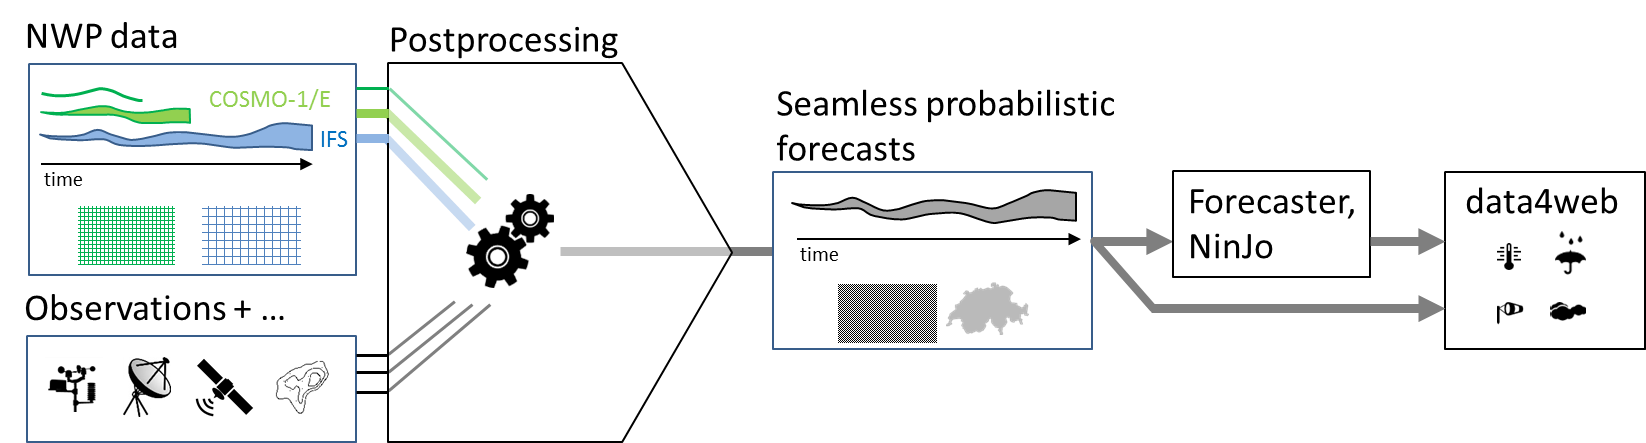 NWP data
COSMO-1/E
IFS
time
Observations + ...
Postprocessing
Seamless probabilistic
forecasts
time
Forecaster,
NinJo
data4web